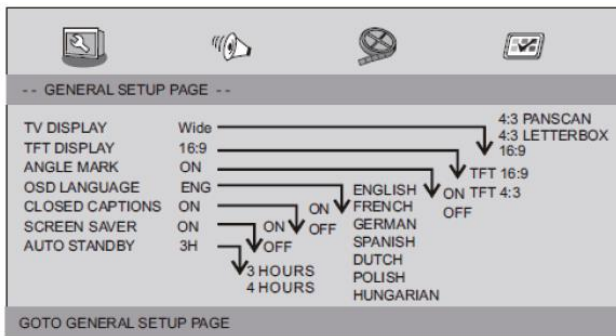 -- GENERAL SETUP PAGE --
TV DISPLAY Wide
TFT DISPLAY 16:9
ANGLE MARK ON
OSD LANGUAGE ENG
CLOSED CAPTIONS ON
SCREEN SAVER ON
AUTO STANDBY 3H
4:3 PANSCAN
4:3 LETTERBOX
16:9
TFT 16:9
TFT 4:3
ON
OFF
ENGLISH
FRENCH
GERMAN
SPANISH
DUTCH
POLISH
HUNGARIAN
ON
OFF
ON
OFF
3 HOURS
4 HOURS
GOTO GENERAL SETUP PAGE